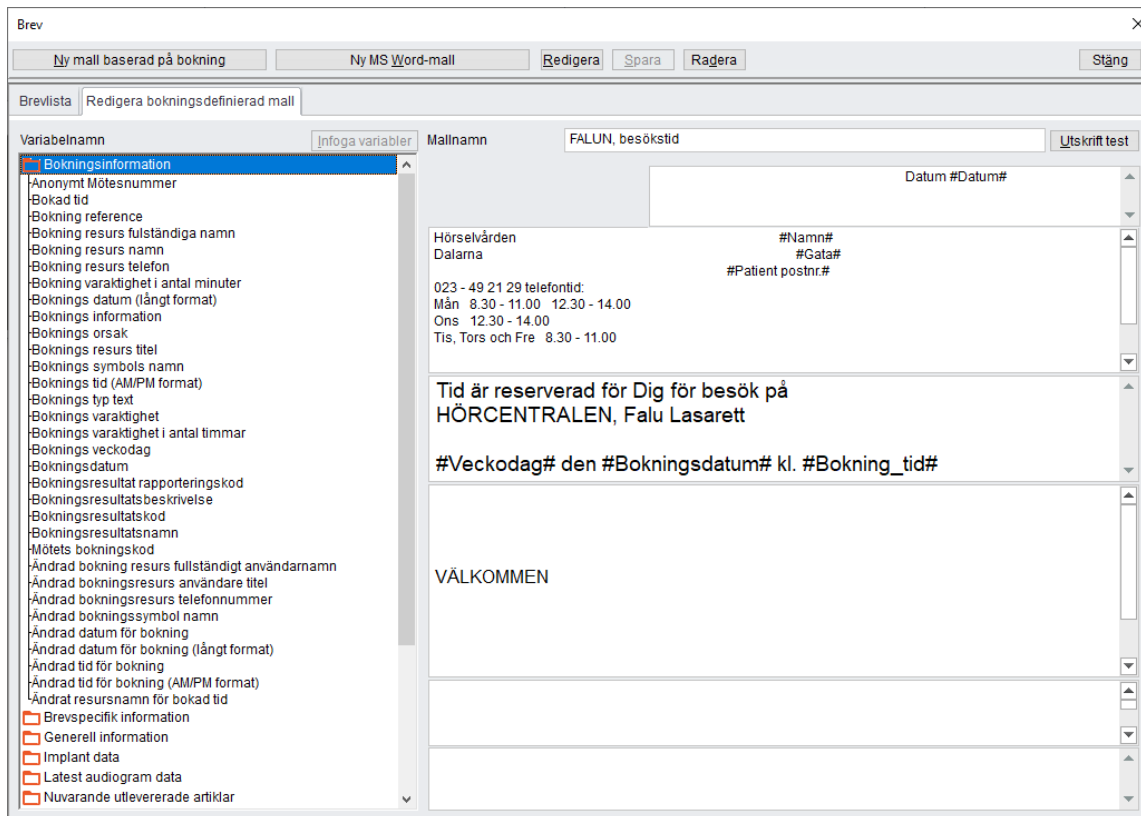 Brev
Ny mall baserad på bokning Ny MS Word-mall Redigera Spara Radera Stäng
Brevlista Redigera bokningsdefinierad mall
Variabelnamn Infoga variabler
Bokningsinformation
Anonymt Mötesnummer
Bokad tid
Bokning reference
Bokning resurs fulständiga namn
Bokning resurs namn
Bokning resurs telefon
Bokning varaktighet i antal minuter
Boknings datum (långt format)
Boknings information
Boknings orsak
Boknings resurs titel
Boknings symbols namn
Boknings tid (AM/PM format)
Boknings typ text
Boknings varaktighet
Boknings varaktighet i antal timmar
Boknings veckodag
Bokningsdatum
Bokningsresultat rapporteringskod
Bokningsresultatsbeskrivelse
Bokningsresultatskod
Bokningsresultatsnamn
Mötets bokningskod
Ändrad bokning resurs fullständigt användarnamn
Ändrad bokningsresurs användare titel
Ändrad bokningsresurs telefonnummer
Ändrad bokningssymbol namn
Ändrad datum för bokning
Ändrad datum för bokning (långt format)
Ändrad tid för bokning
Ändrad tid för bokning (AM/PM format)
Ändrat resursnamn för bokad tid
Brevspecifik information
Generell information
Implant data
Latest audiogram data
Nuvarande utlevererade artiklar
Mallnamn FALUN, besökstid Utskrift test
Datum #Datum#
Hörselvården #Namn#
Dalarna #Gata#
#Patient postnr.#
023 - 49 21 29 telefontid:
Mån 8.30 - 11.00 12.30 - 14.00
Ons 12.30 - 14.00
Tis, Tors och Fre 8.30 - 11.00
Tid är reserverad för Dig för besök på
HÖRCENTRALEN, Falu Lasarett
#Veckodag# den #Bokningsdatum# kl. #Bokning_tid#
VÄLKOMMEN